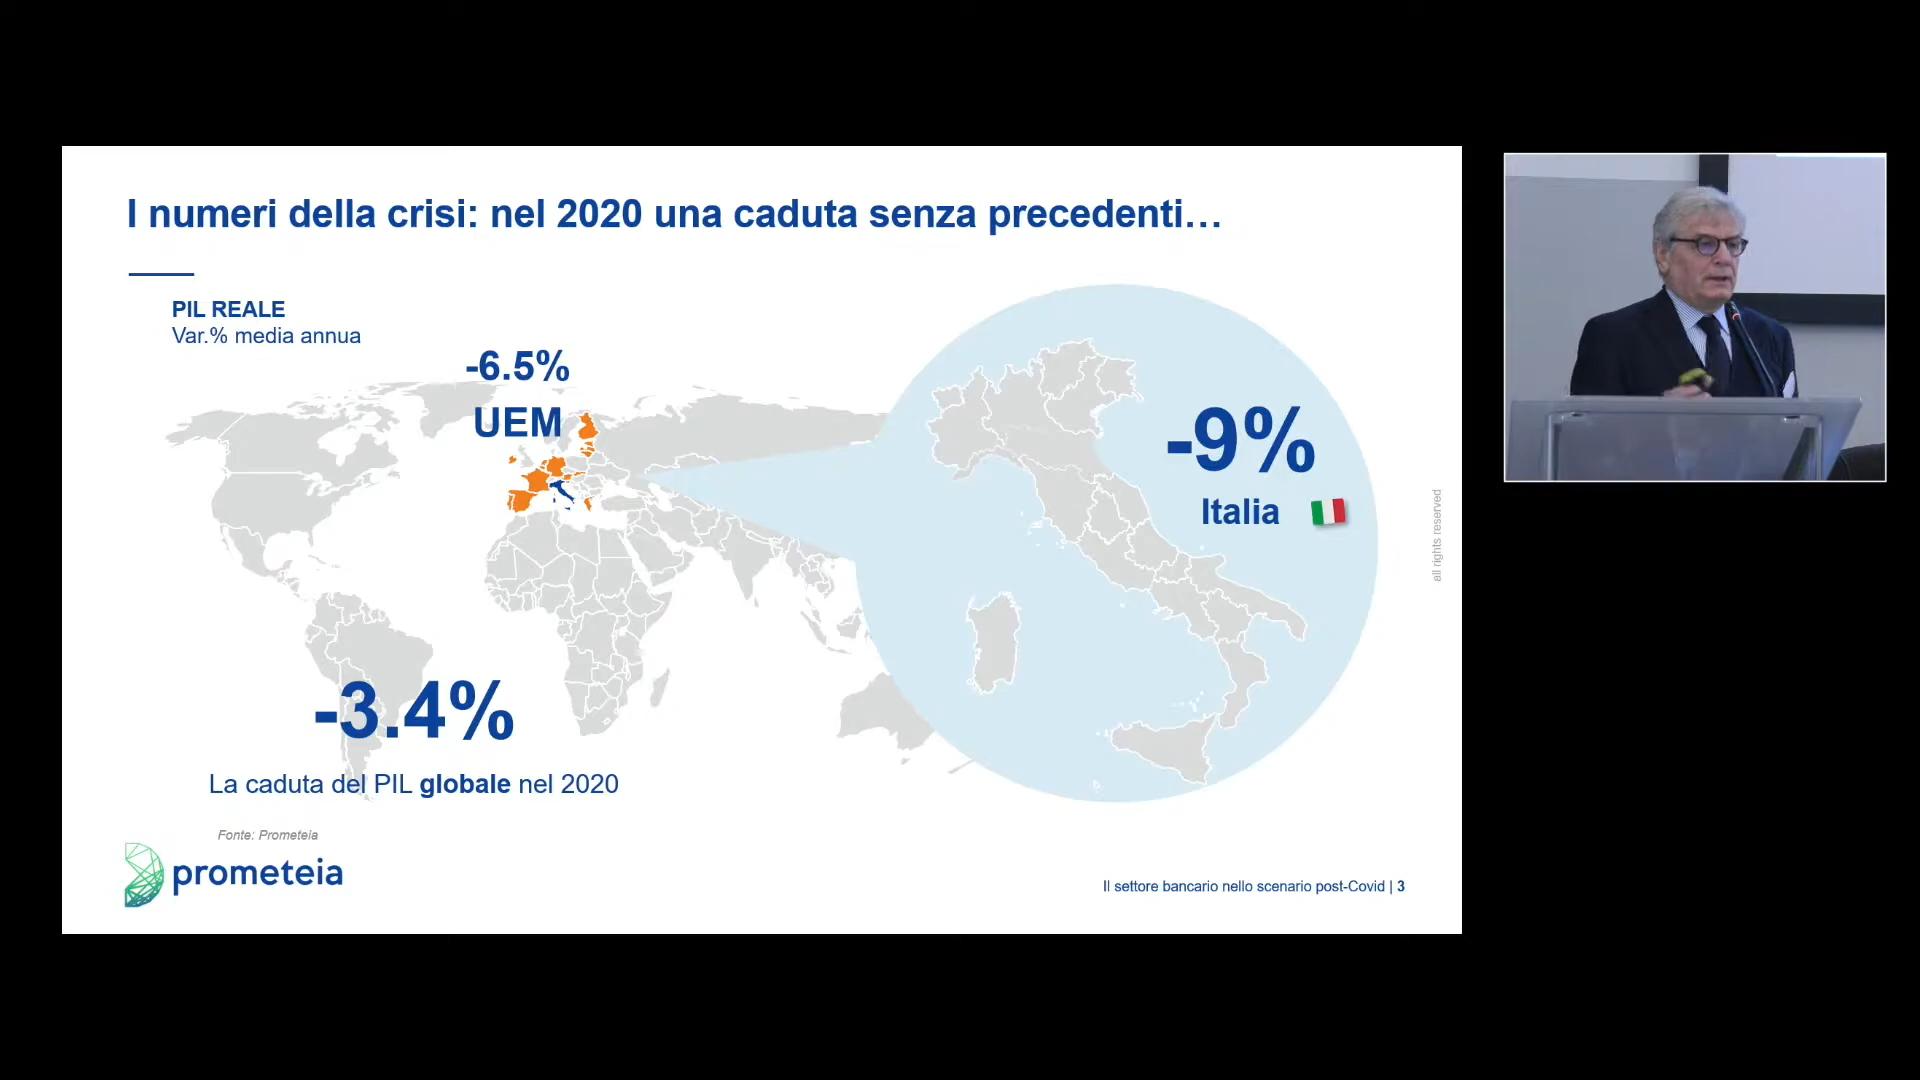 I numeri della crisi: nel 2020 una caduta senza precedenti…
PIL REALE
Var.% media annua
-6.5%
UEM
-9%
Italia
-3.4%
La caduta del PIL globale nel 2020
Fonte: Prometeia
prometeia
Il settore bancario nello scenario post-Covid | 3
all rights reserved